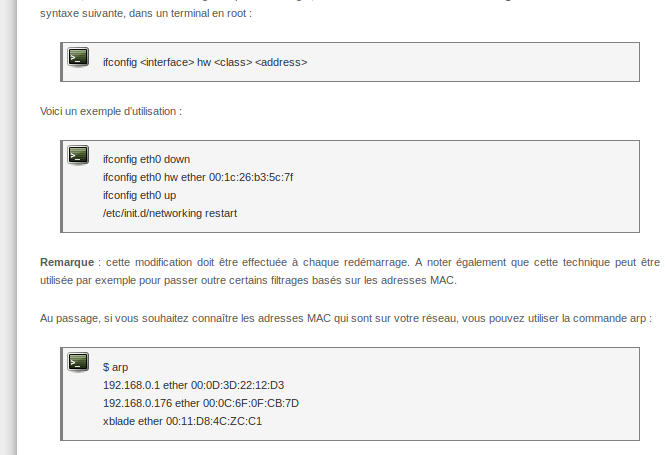 syntaxe suivante, dans un terminal en root :
ifconfig <interface> hw <class> <address>
Voici un exemple d'utilisation :
ifconfig eth0 down
ifconfig eth0 hw ether 00:1c:26:b3:5c:7f
ifconfig eth0 up
/etc/init.d/networking restart
Remarque : cette modification doit être effectuée à chaque redémarrage. A noter également que cette technique peut être
utilisée par exemple pour passer outre certains filtrages basés sur les adresses MAC.
Au passage, si vous souhaitez connaître les adresses MAC qui sont sur votre réseau, vous pouvez utiliser la commande arp :
$ arp
192.168.0.1 ether 00:0D:3D:22:12:D3
192.168.0.176 ether 00:0C:6F:0F:CB:7D
xblade ether 00:11:D8:4C:ZC:C1